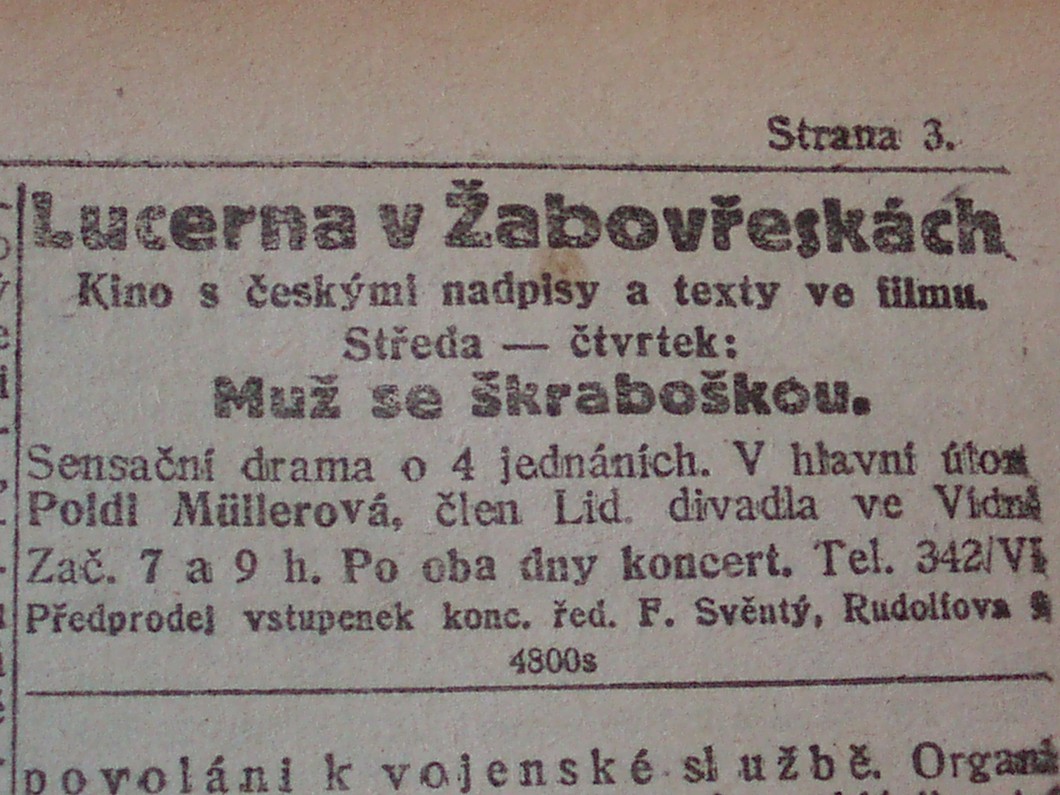 Strana 3.
Lucerna v Žabovřeskách
Kino s českými nadpisy a texty ve filmu.
Středa — čtvrtek:
Muž se škraboškou.
Sensační drama o 4 jednáních. V hlavní úloze
Poldi Müllerová, člen Lid. divadla ve Vídni
Zač. 7 a 9 h. Po oba dny koncert. Tel. 342/VI
Předprodej vstupenek konc. řed. F. Svěntý, Rudolfova
4800s
povoláni k vojenské službě.